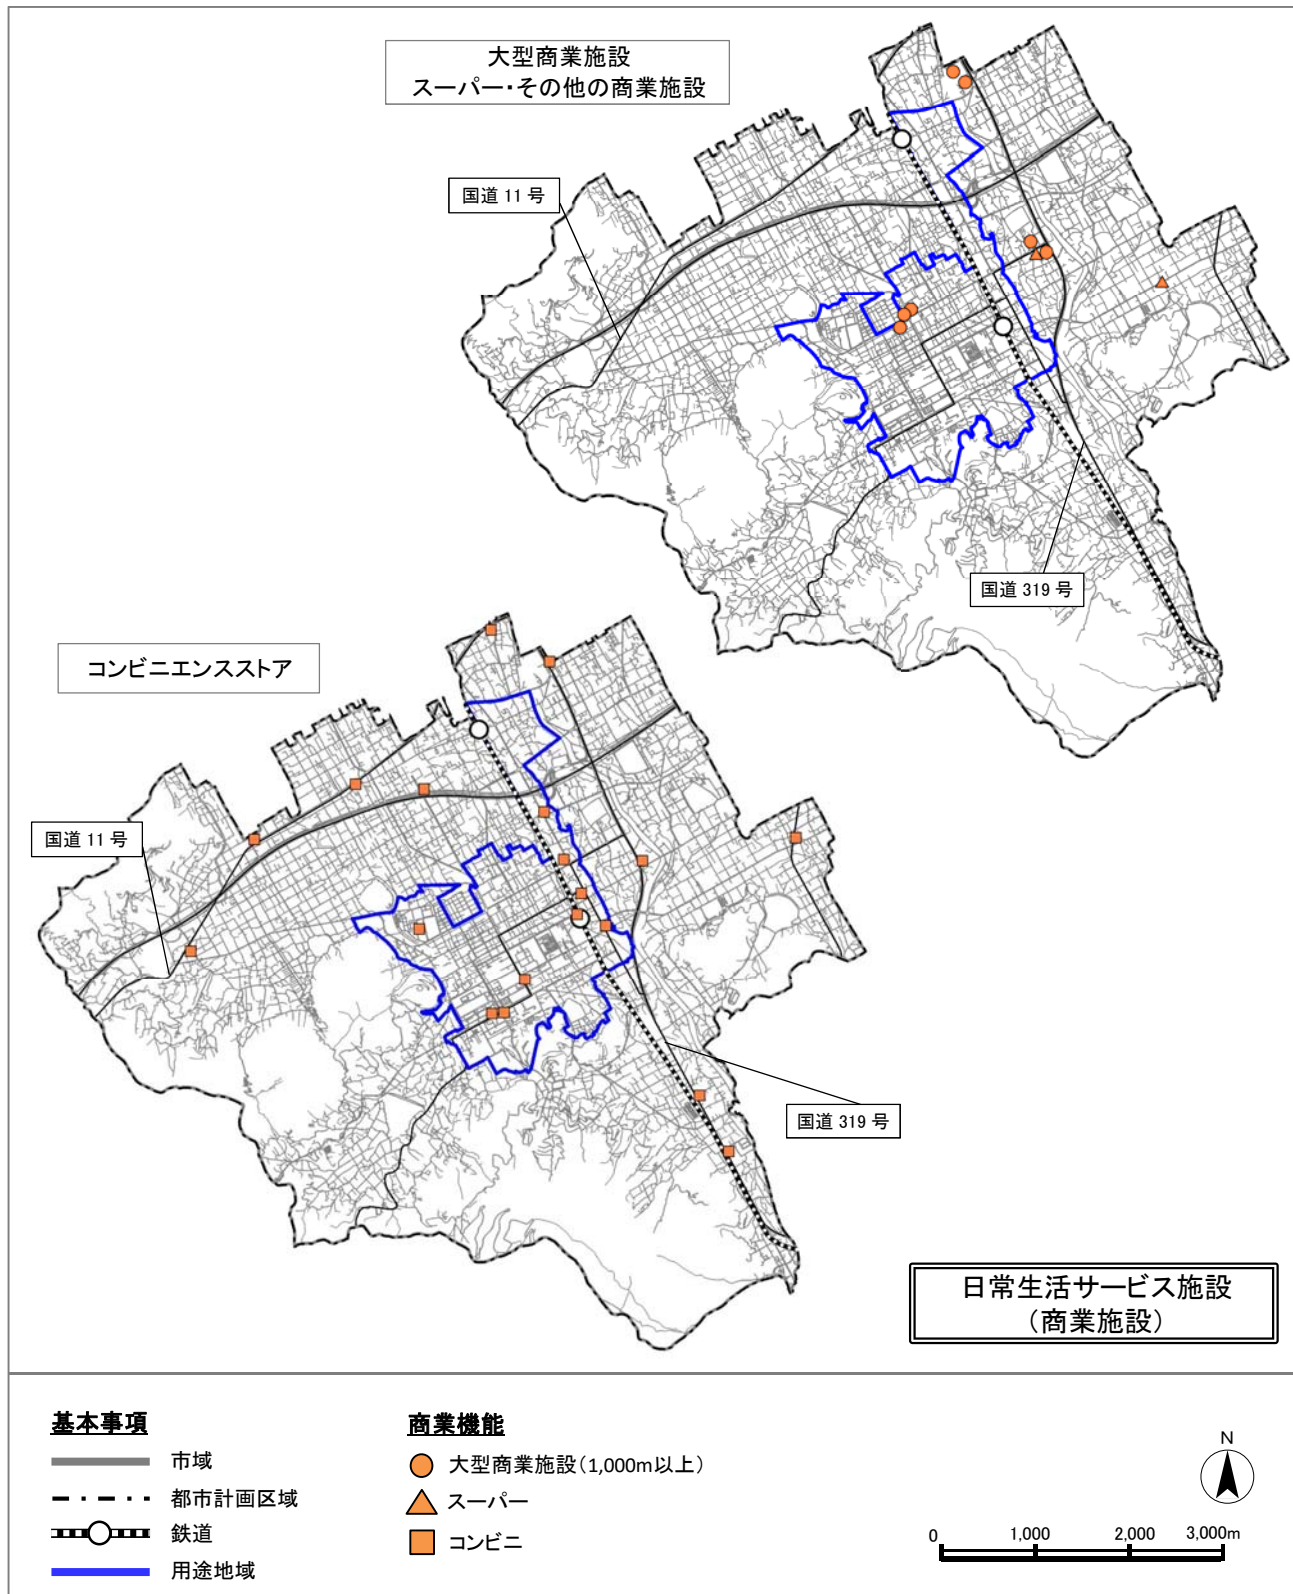 大型商業施設
スーパー・その他の商業施設
国道 11 号
国道 319 号
コンビニエンスストア
国道 11 号
国道 319 号
日常生活サービス施設
（商業施設）
基本事項
市域
都市計画区域
鉄道
用途地域
商業機能
大型商業施設（1,000m以上）
スーパー
コンビニ
N
0 1,000 2,000 3,000m